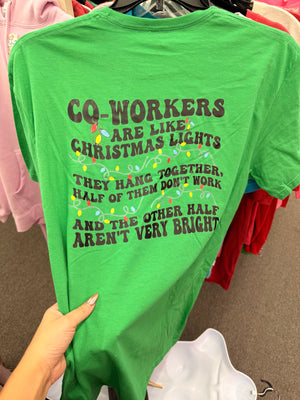 CO-WORKERS
ARE LIKE
CHRISTMAS LIGHTS
THEY HANG TOGETHER,
HALF OF THEM DON'T WORK
AND THE OTHER HALF
AREN'T VERY BRIGHT